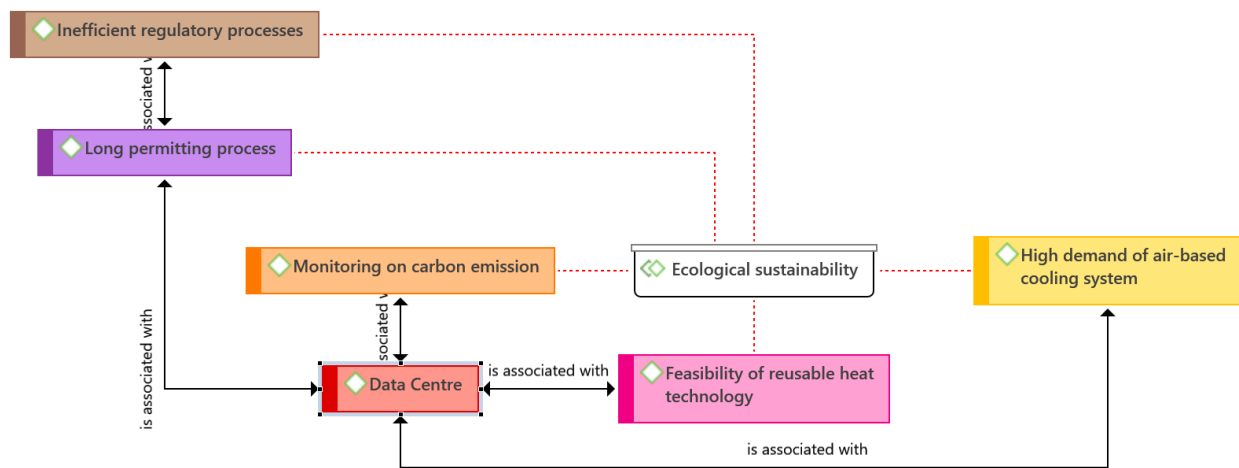 Inefficient regulatory processes
Long permitting process
Monitoring on carbon emission
Ecological sustainability
High demand of air-based
cooling system
is associated with
Data Centre
is associated with
Feasibility of reusable heat
technology
is associated with